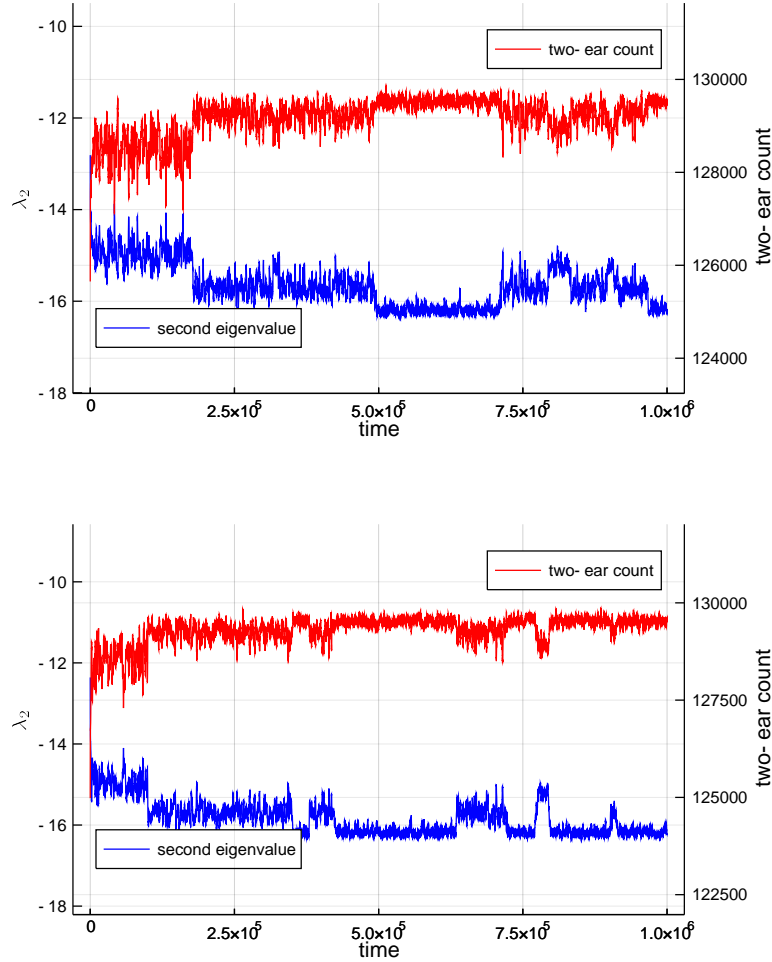 - 10
two- ear count
130000
- 12
128000
λ2
- 14
two- ear count
126000
- 16
second eigenvalue
124000
- 18
0
2.5×10^5
5.0×10^5
7.5×10^5
1.0×10^6
time
- 10
two- ear count
130000
- 12
127500
λ2
- 14
two- ear count
125000
- 16
second eigenvalue
122500
- 18
0
2.5×10^5
5.0×10^5
7.5×10^5
1.0×10^6
time